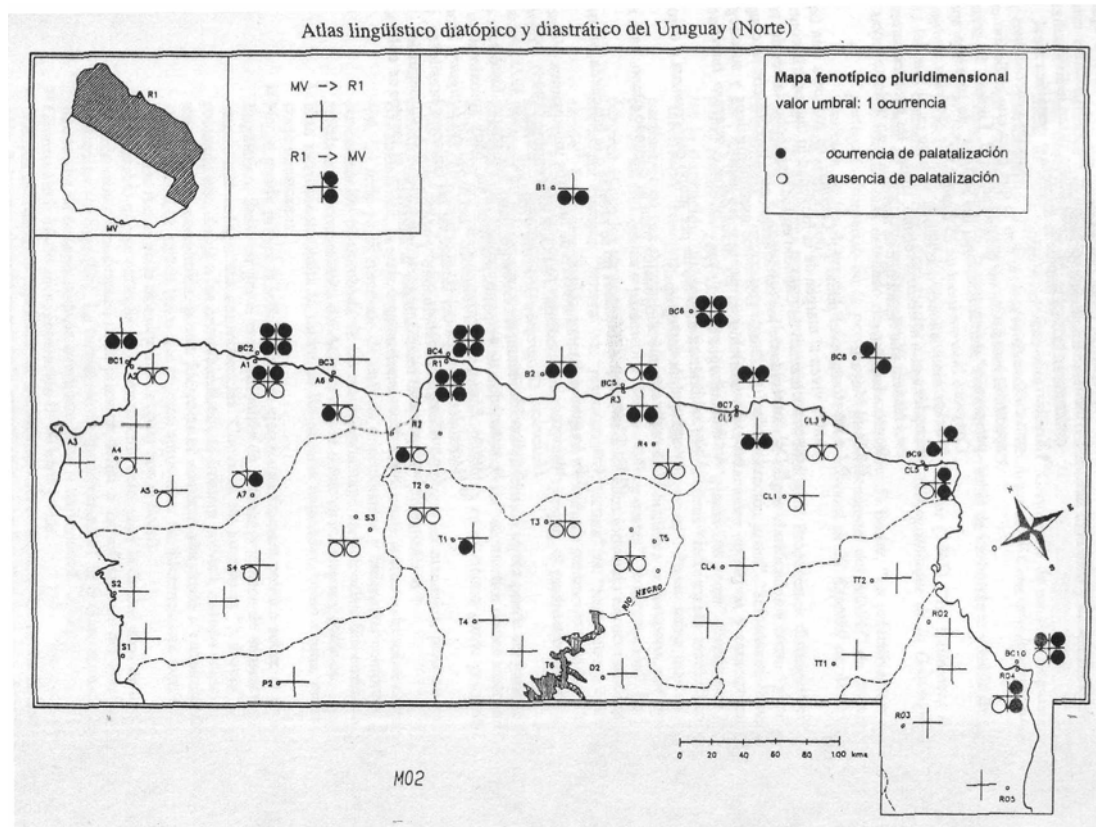 Atlas lingüístico diatópico y diastrático del Uruguay (Norte)
R1
MV
MV -> R1
R1 -> MV
Mapa fenotípico pluridimensional
valor umbral: 1 ocurrencia
ocurrencia de palatalización
ausencia de palatalización
B1
BC6
BC1
A2
BC2
A1
BC3
A6
BC4
R1
B2
BC5
R3
BC7
CL2
BC8
CL3
A3
A4
A5
A7
R2
R4
BC9
CL5
T2
S3
T1
T3
T5
CL1
S4
CL4
TT2
S2
S1
T4
RIO NEGRO
RO2
P2
T6
D2
TT1
BC10
RO4
RO3
RO5
N
E
S
O
0 20 40 60 80 100 kms
M02